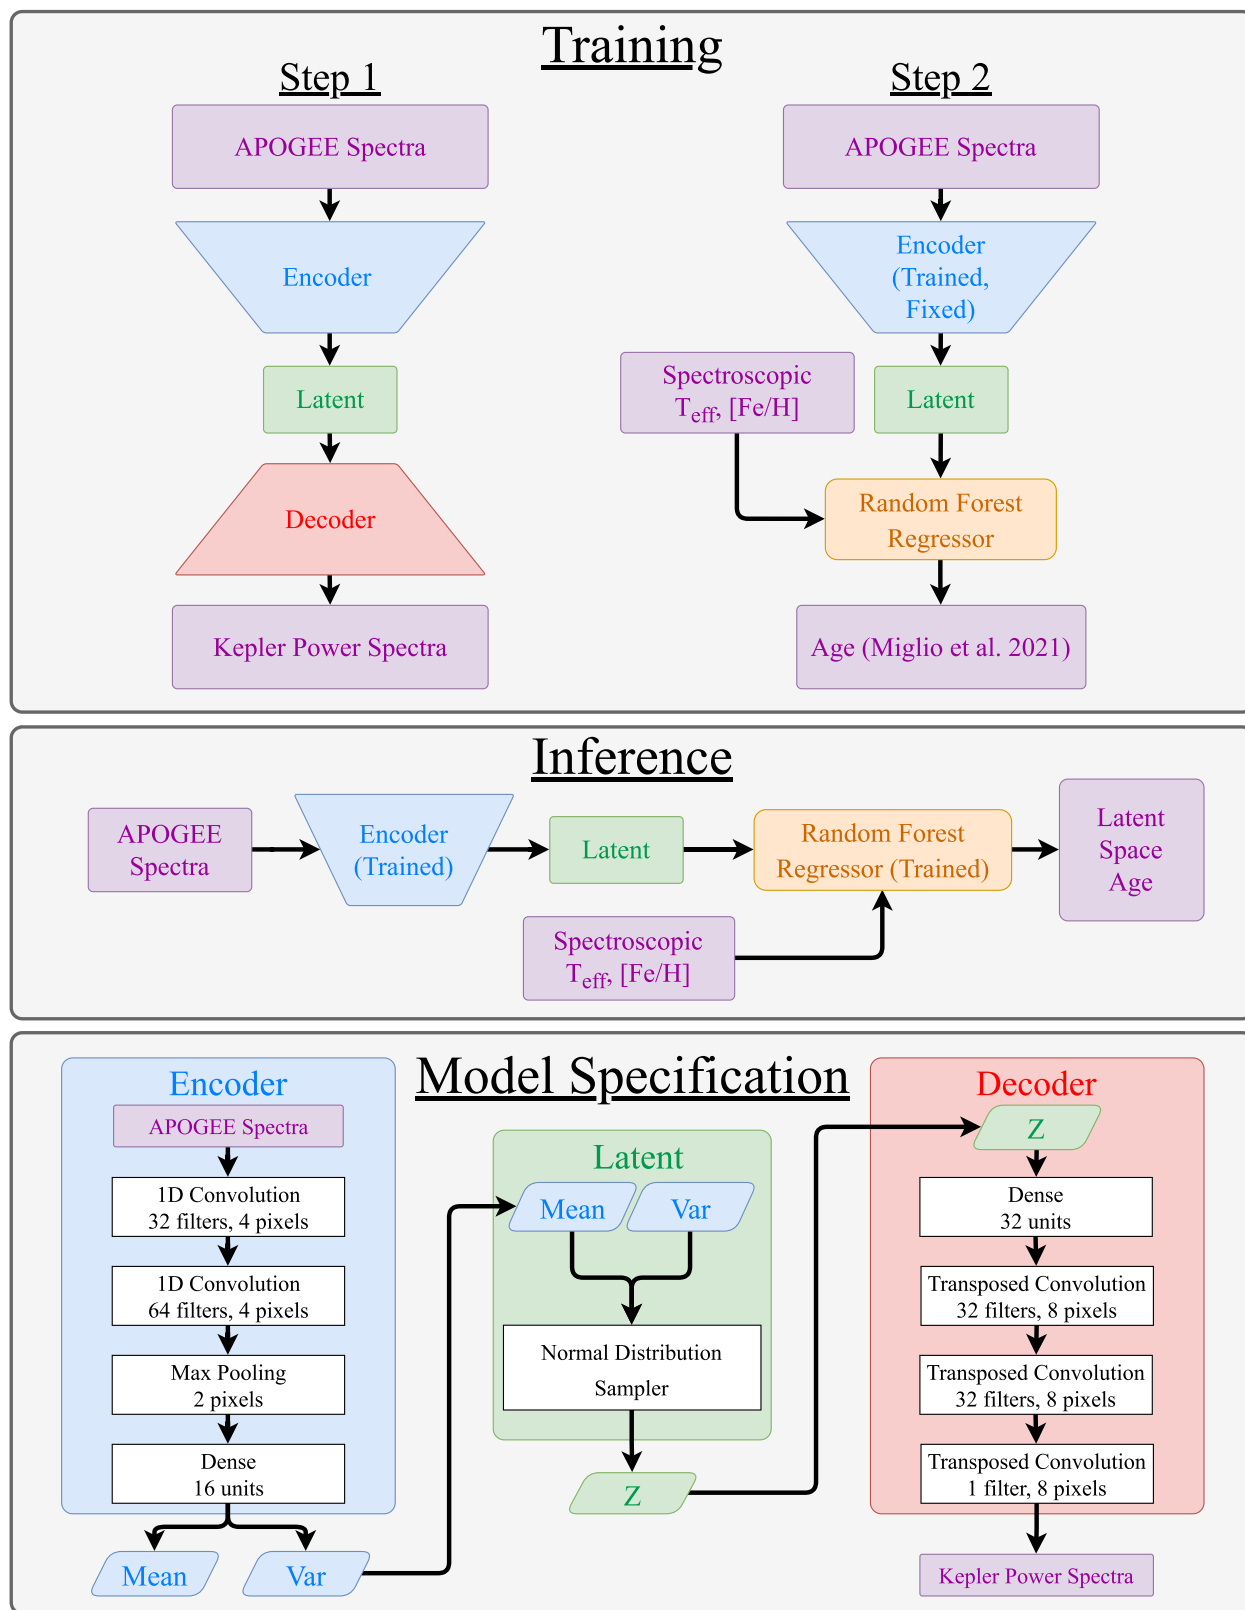 Training
Step 1
APOGEE Spectra
Encoder
Latent
Decoder
Kepler Power Spectra
Step 2
APOGEE Spectra
Encoder
(Trained,
Fixed)
Spectroscopic
Teff, [Fe/H]
Latent
Random Forest
Regressor
Age (Miglio et al. 2021)
Inference
APOGEE
Spectra
Encoder
(Trained)
Latent
Random Forest
Regressor (Trained)
Latent
Space
Age
Spectroscopic
Teff, [Fe/H]
Model Specification
Encoder
APOGEE Spectra
1D Convolution
32 filters, 4 pixels
1D Convolution
64 filters, 4 pixels
Max Pooling
2 pixels
Dense
16 units
Mean
Var
Latent
Mean
Var
Normal Distribution
Sampler
Z
Decoder
Z
Dense
32 units
Transposed Convolution
32 filters, 8 pixels
Transposed Convolution
32 filters, 8 pixels
Transposed Convolution
1 filter, 8 pixels
Kepler Power Spectra